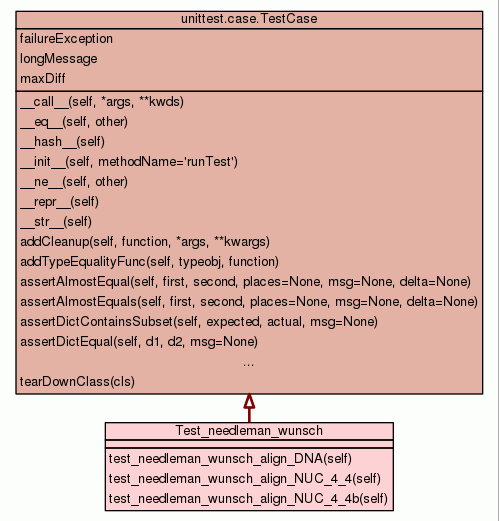 unittest.case.TestCase
failureException
longMessage
maxDiff
__call__(self, *args, **kwds)
__eq__(self, other)
__hash__(self)
__init__(self, methodName='runTest')
__ne__(self, other)
__repr__(self)
__str__(self)
addCleanup(self, function, *args, **kwargs)
addTypeEqualityFunc(self, typeobj, function)
assertAlmostEqual(self, first, second, places=None, msg=None, delta=None)
assertAlmostEquals(self, first, second, places=None, msg=None, delta=None)
assertDictContainsSubset(self, expected, actual, msg=None)
assertDictEqual(self, d1, d2, msg=None)
...
tearDownClass(cls)
Test_needleman_wunsch
test_needleman_wunsch_align_DNA(self)
test_needleman_wunsch_align_NUC_4_4(self)
test_needleman_wunsch_align_NUC_4_4b(self)